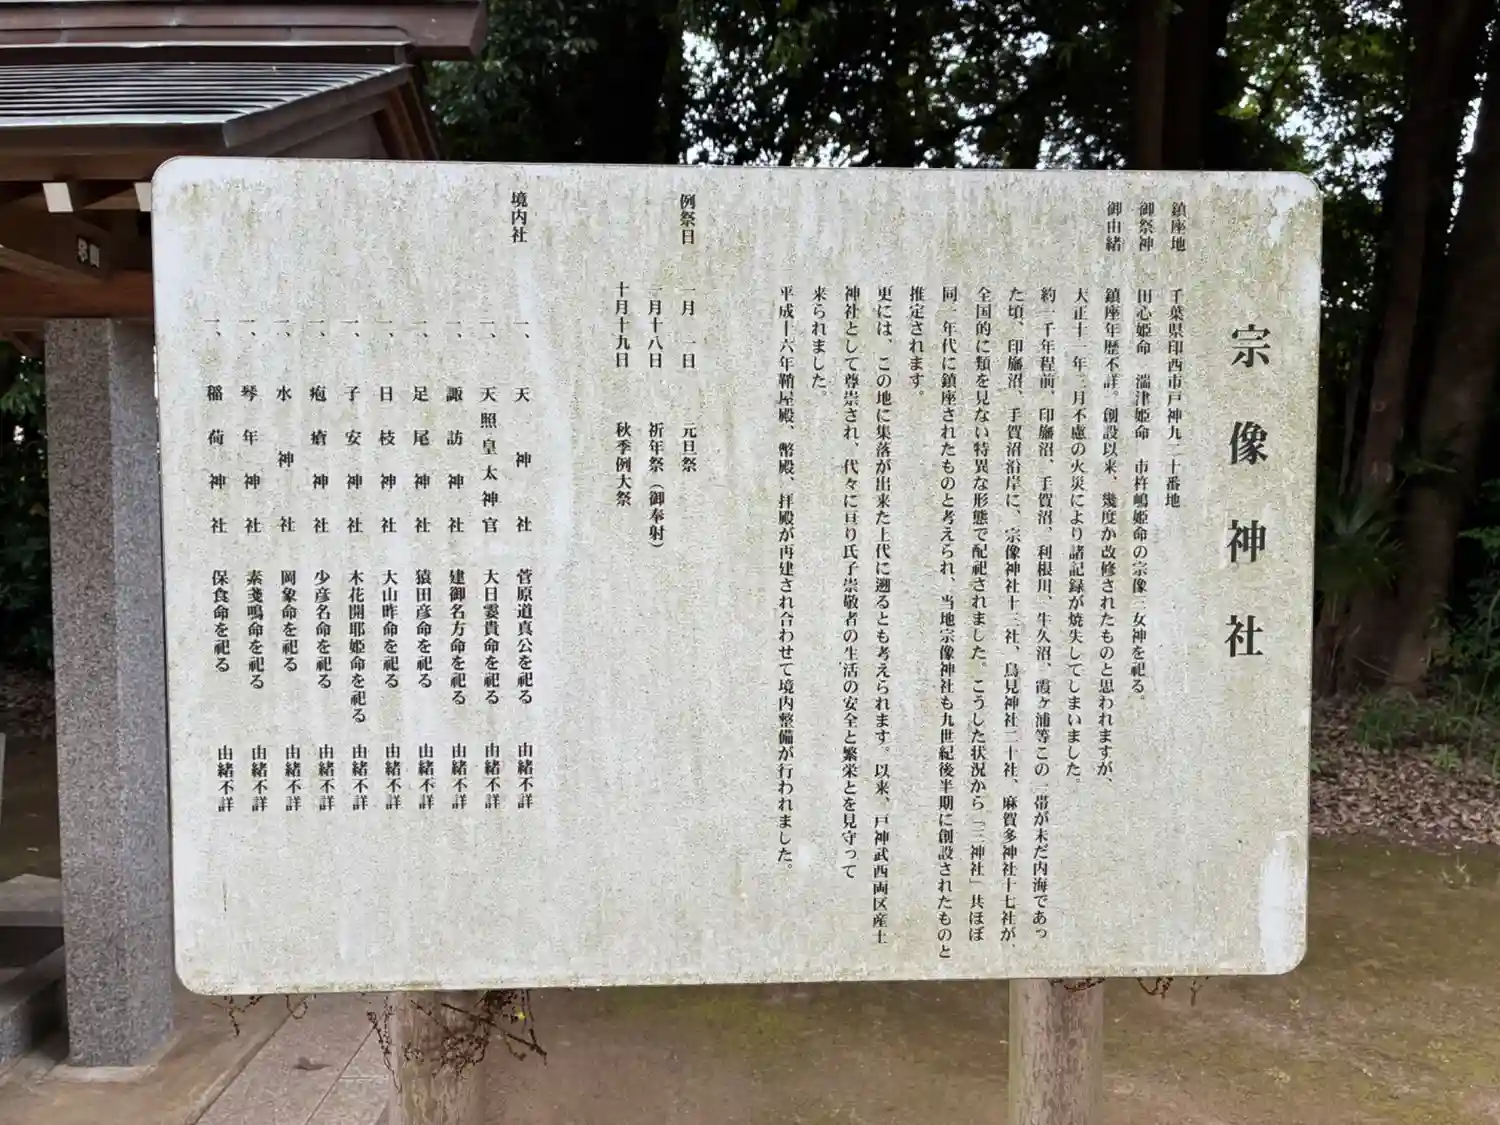 宗像神社
鎮座地　千葉県印西市戸神九二十番地
御祭神　田心姫命　湍津姫命　市杵嶋姫命の宗像三女神を祀る。
御由緒　鎮座年歴不詳。創設以来、幾度か改修されたものと思われますが、
大正十一年三月不慮の火災により諸記録が焼失してしまいました。
約一千年程前、印旛沼、手賀沼、利根川、牛久沼、霞ヶ浦等この一帯が未だ内海であっ
た頃、印旛沼、手賀沼沿岸に、宗像神社十三社、鳥見神社二十社、麻賀多神社十七社が、
全国的に類を見ない特異な形態で配祀されました。こうした状況から「三神社」共ほぼ
同一年代に鎮座されたものと考えられ、当地宗像神社も九世紀後半期に創設されたものと
推定されます。
更には、この地に集落が出来た上代に遡るとも考えられます。以来、戸神武西両区産土
神社として尊崇され、代々に亘り氏子崇敬者の生活の安全と繁栄とを見守って
来られました。
平成十六年鞘屋殿、幣殿、拝殿が再建され合わせて境内整備が行われました。
例祭日　一月　一日　元旦祭
二月十八日　祈年祭（御奉射）
十月十九日　秋季例大祭
境内社　一、天神社　菅原道真公を祀る　由緒不詳
一、天照皇太神官　大日孁貴命を祀る　由緒不詳
一、諏訪神社　建御名方命を祀る　由緒不詳
一、足尾神社　猿田彦命を祀る　由緒不詳
一、日枝神社　大山昨命を祀る　由緒不詳
一、子安神社　木花開耶姫命を祀る　由緒不詳
一、疱瘡神社　少彦名命を祀る　由緒不詳
一、水神社　岡象命を祀る　由緒不詳
一、琴年神社　素戔鳴命を祀る　由緒不詳
一、稲荷神社　保食命を祀る　由緒不詳